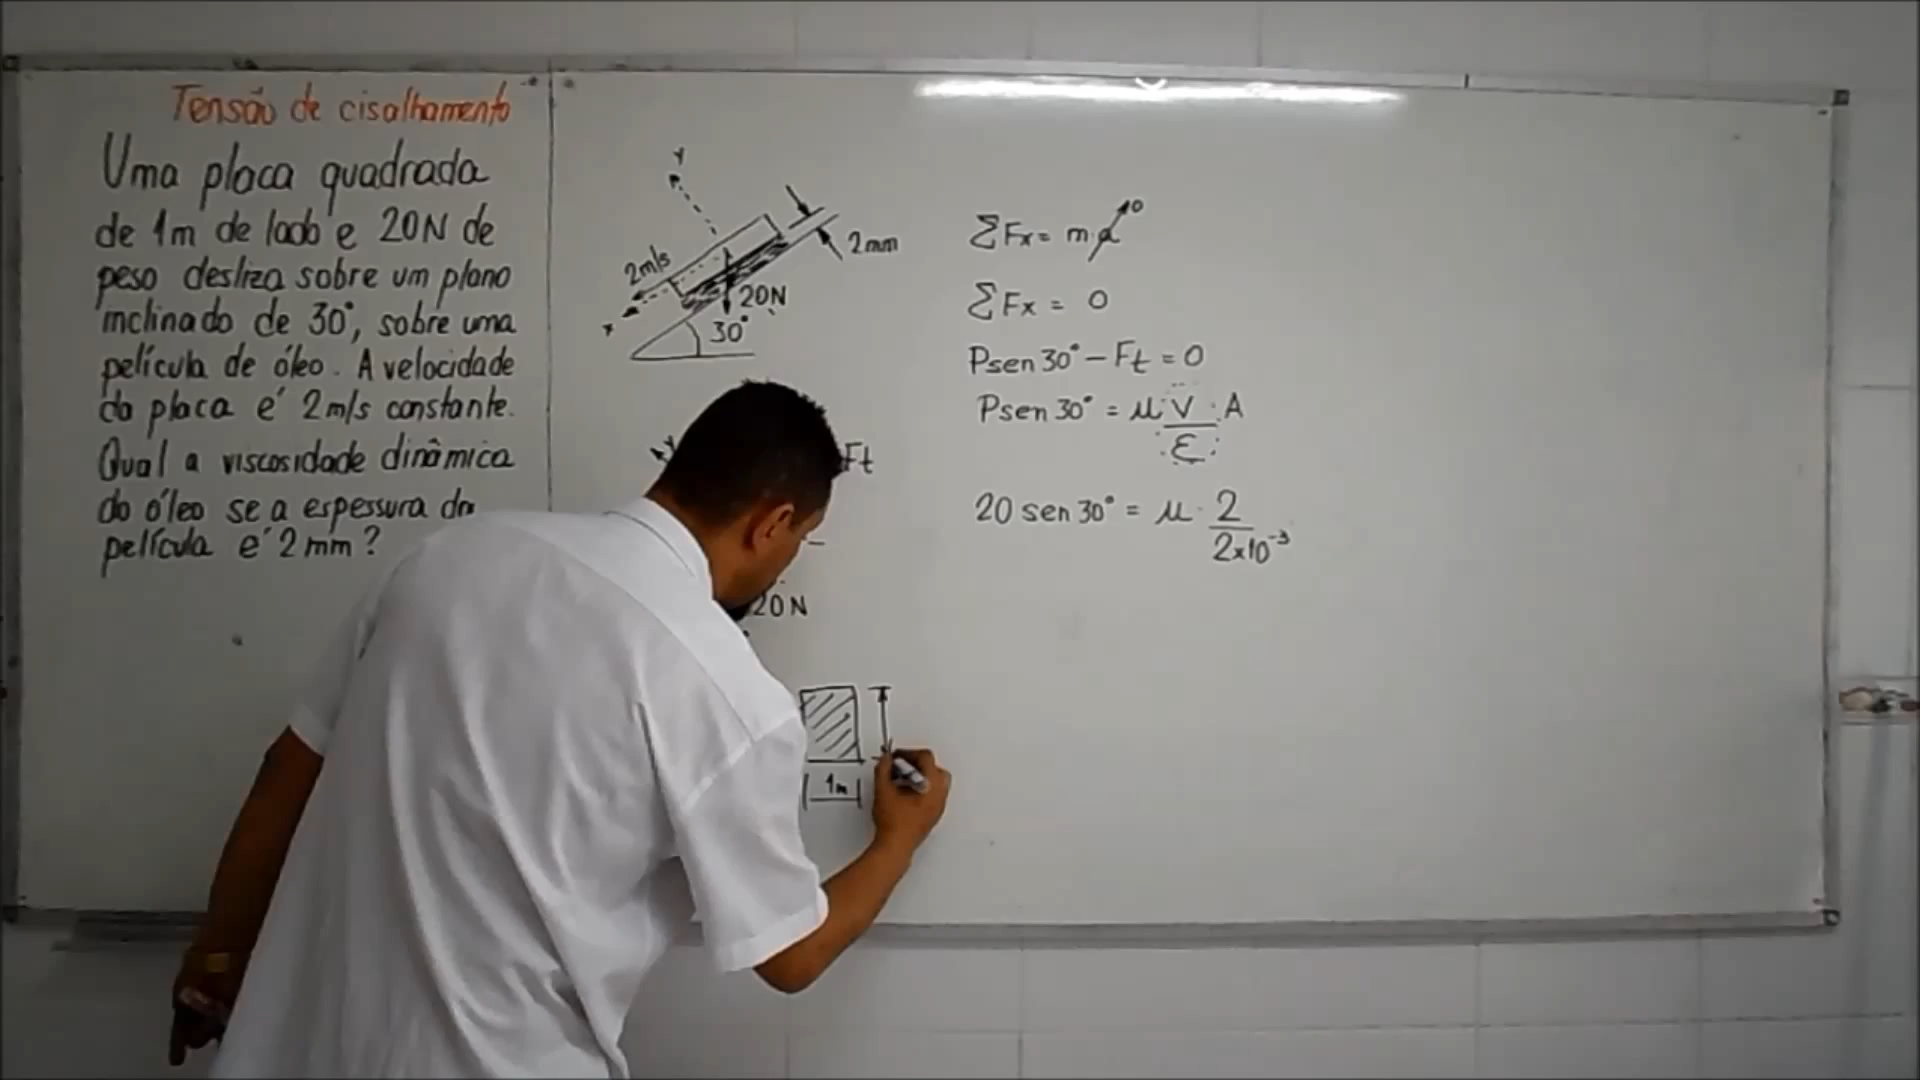 Tensão de cisalhamento
Uma placa quadrada
de 1m de lado e 20N de
peso desliza sobre um plano
inclinado de 30°, sobre uma
película de óleo. A velocidade
da placa é 2m/s constante.
Qual a viscosidade dinâmica
do óleo se a espessura da
película é 2mm?
Y
2mm
2m/s
20N
x
30°
Y
Ft
20N
1m
ΣFx = m.a 0
ΣFx = 0
Psen30° - Ft = 0
Psen30° = μ.V/ε.A
20 sen30° = μ.2/2x10⁻³